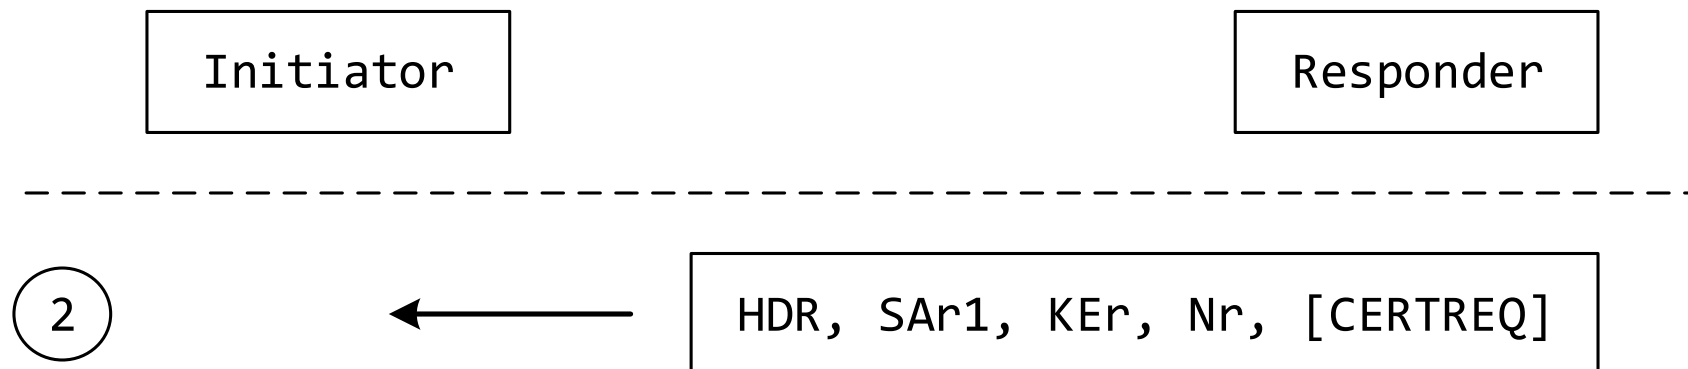 Initiator
Responder
2
HDR, SAr1, KEr, Nr, [CERTREQ]